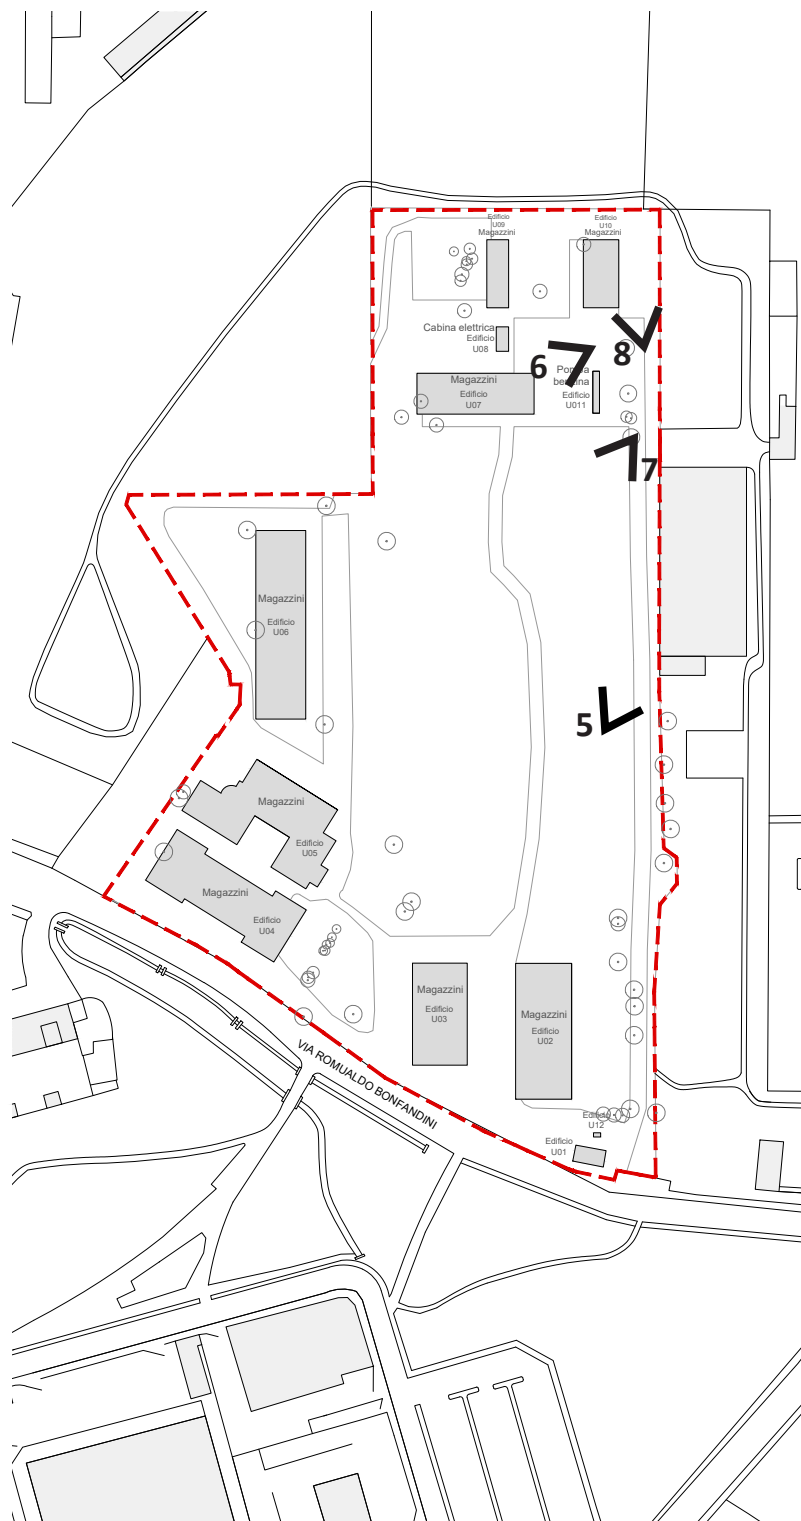 Edificio
U09
Magazzini
Edificio
U10
Magazzini
Cabina elettrica
Edificio
U08
6
8
Pompa
benzina
Edificio
U011
Magazzini
Edificio
U07
7
Magazzini
Edificio
U06
5
Magazzini
Edificio
U05
Magazzini
Edificio
U04
Magazzini
Edificio
U03
Magazzini
Edificio
U02
VIA ROMUALDO BONFANDINI
Edificio
U12
Edificio
U01